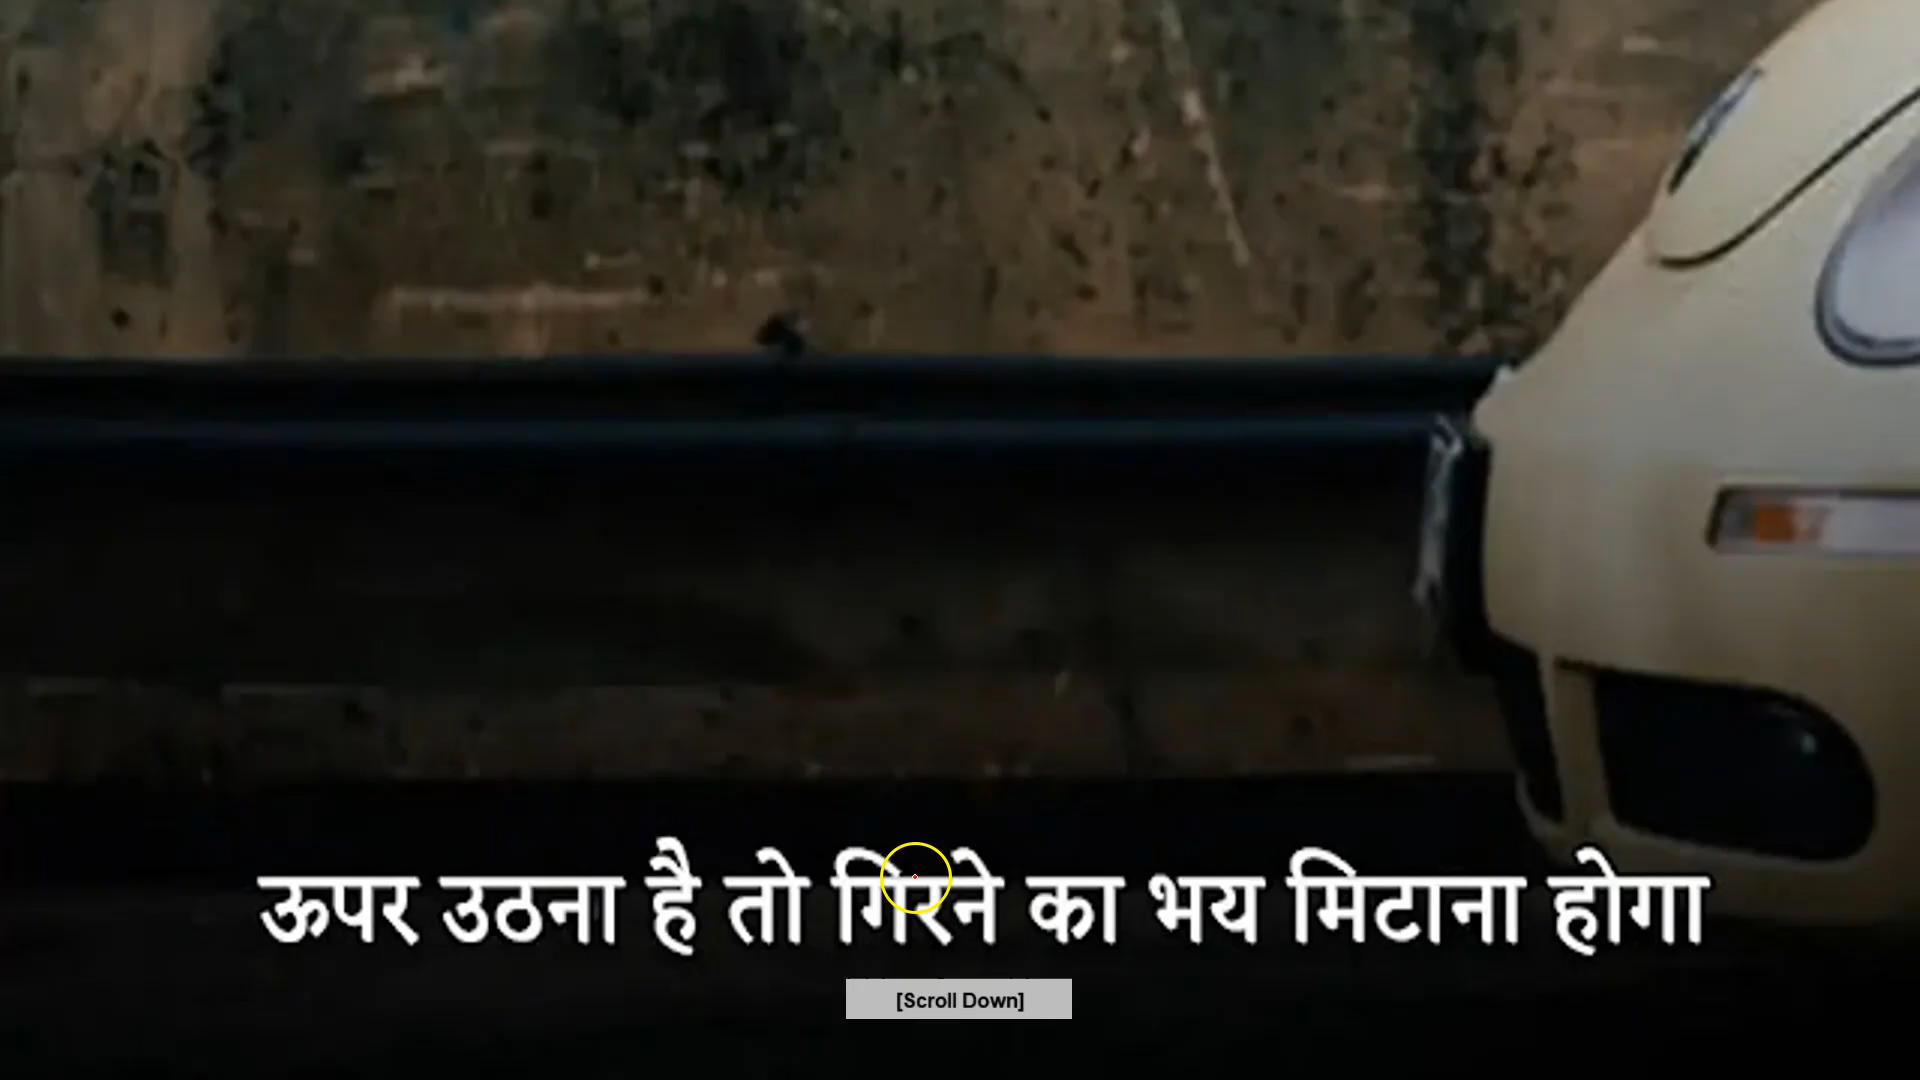 ऊपर उठना है तो गिरने का भय मिटाना होगा
[Scroll Down]